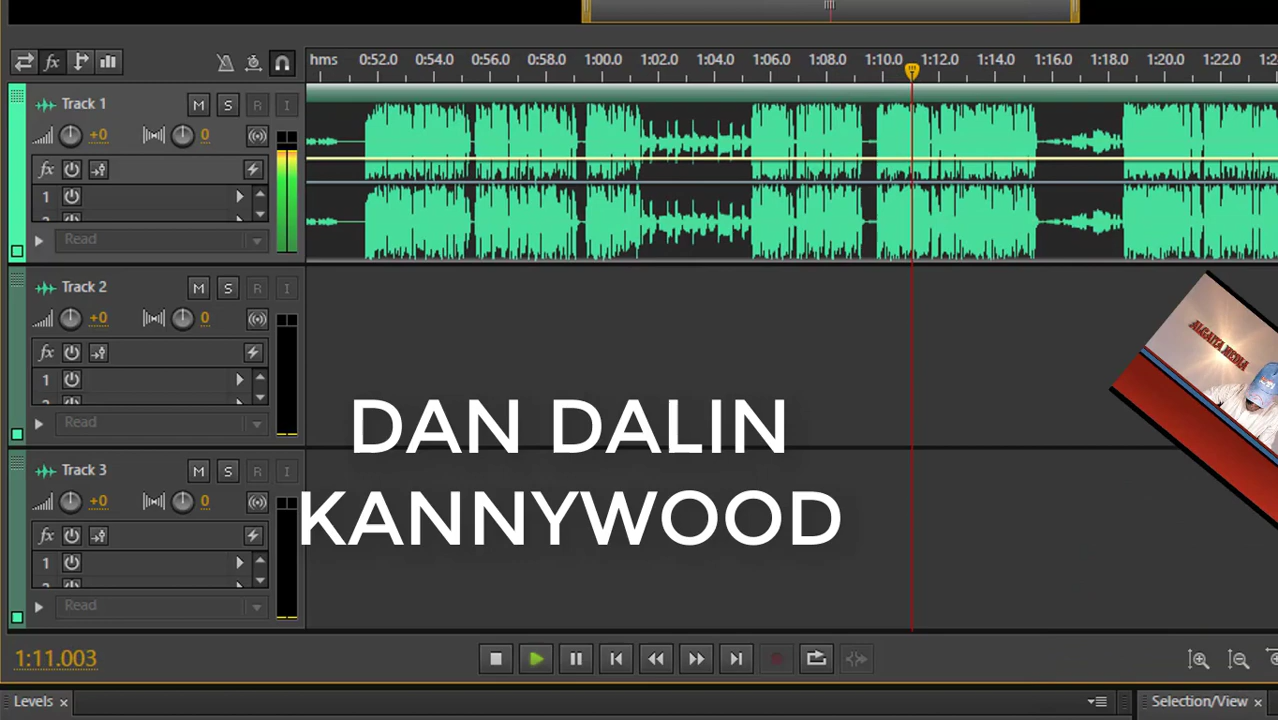 hms 0:52.0 0:54.0 0:56.0 0:58.0 1:00.0 1:02.0 1:04.0 1:06.0 1:08.0 1:10.0 1:12.0 1:14.0 1:16.0 1:18.0 1:20.0 1:22.0
fx
Track 1 M S R I
+0 0
fx
1
Read
Track 2 M S R I
+0 0
fx
1
Read
ALGAITA MEDIA
DAN DALIN
KANNYWOOD
Track 3 M S R I
+0 0
fx
1
Read
1:11.003
Levels × Selection/View ×